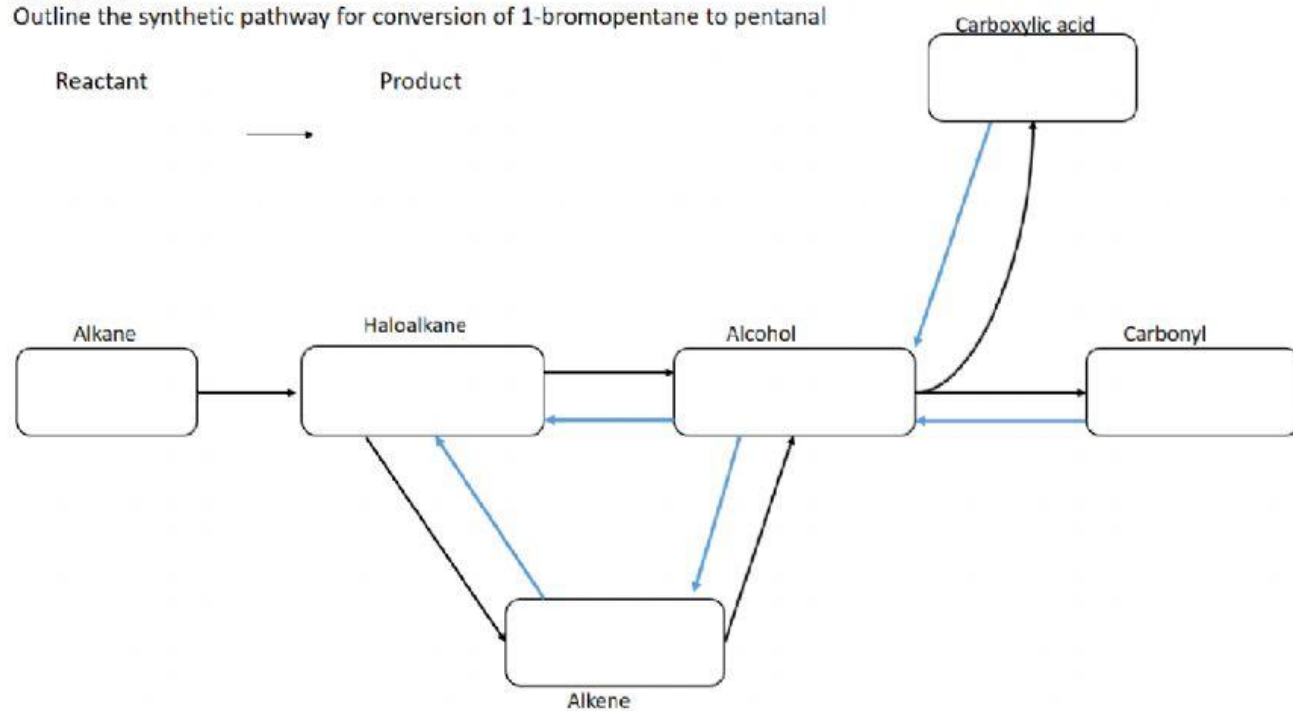 Outline the synthetic pathway for conversion of 1-bromopentane to pentanal
Carboxylic acid
Reactant
Product
Alkane
Haloalkane
Alcohol
Carbonyl
Alkene